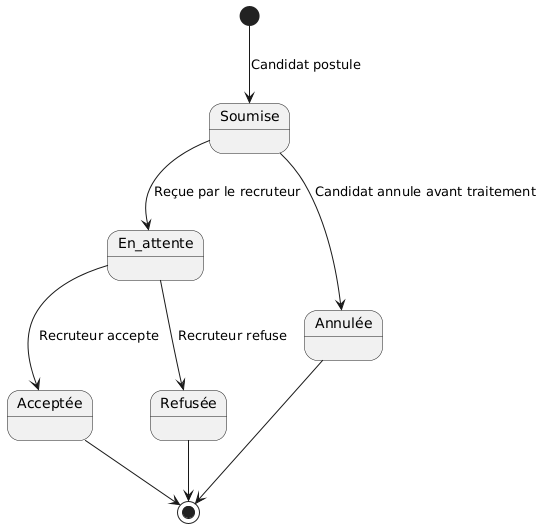 Candidat postule
Soumise
Reçue par le recruteur
Candidat annule avant traitement
En_attente
Annulée
Recruteur accepte
Recruteur refuse
Acceptée
Refusée